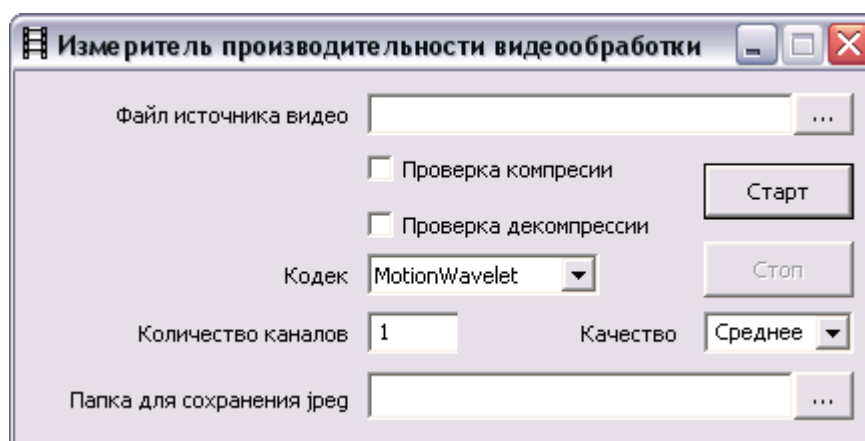 Измеритель производительности видеообработки
Файл источника видео ...
Проверка компресии
Старт
Проверка декомпрессии
Кодек MotionWavelet
Стоп
Количество каналов 1 Качество Среднее
Папка для сохранения jpeg ...